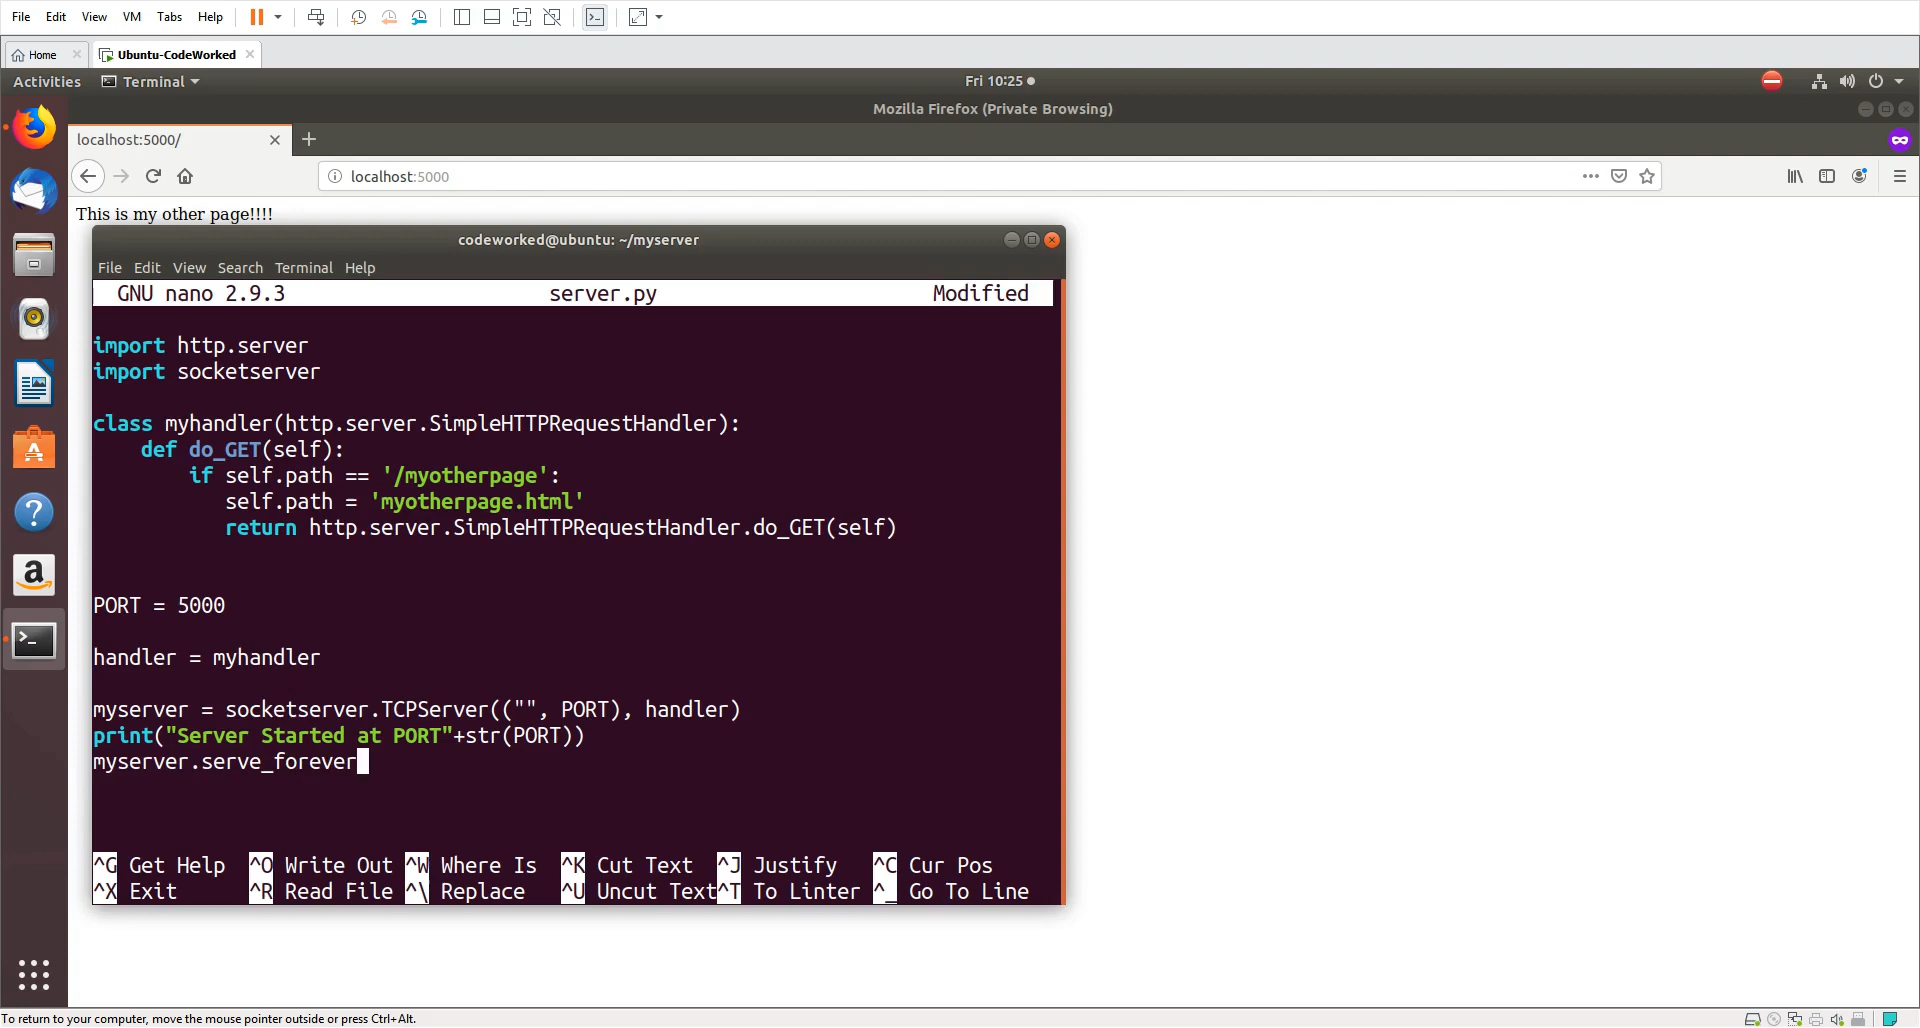 File Edit View VM Tabs Help
Home Ubuntu-CodeWorked
Activities Terminal Fri 10:25
Mozilla Firefox (Private Browsing)
localhost:5000/
localhost:5000
This is my other page!!!!
codeworked@ubuntu: ~/myserver
File Edit View Search Terminal Help
GNU nano 2.9.3 server.py Modified
import http.server
import socketserver
class myhandler(http.server.SimpleHTTPRequestHandler):
def do_GET(self):
if self.path == '/myotherpage':
self.path = 'myotherpage.html'
return http.server.SimpleHTTPRequestHandler.do_GET(self)
PORT = 5000
handler = myhandler
myserver = socketserver.TCPServer(("", PORT), handler)
print("Server Started at PORT"+str(PORT))
myserver.serve_forever
^G Get Help ^O Write Out ^W Where Is ^K Cut Text ^J Justify ^C Cur Pos
^X Exit ^R Read File ^\ Replace ^U Uncut Text ^T To Linter ^_ Go To Line
To return to your computer, move the mouse pointer outside or press Ctrl+Alt.